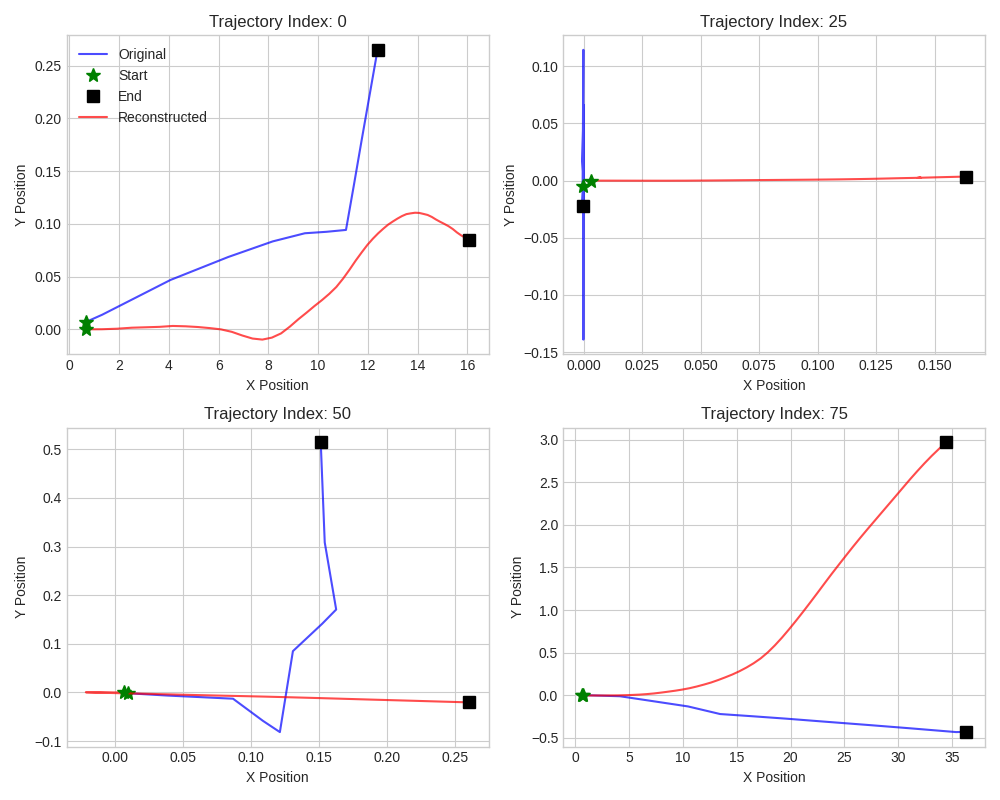 Trajectory Index: 0
Original
Start
End
Reconstructed
0.25
0.20
0.15
0.10
0.05
0.00
Y Position
0 2 4 6 8 10 12 14 16
X Position
Trajectory Index: 25
0.10
0.05
0.00
−0.05
−0.10
−0.15
Y Position
0.000 0.025 0.050 0.075 0.100 0.125 0.150
X Position
Trajectory Index: 50
0.5
0.4
0.3
0.2
0.1
0.0
−0.1
Y Position
0.00 0.05 0.10 0.15 0.20 0.25
X Position
Trajectory Index: 75
3.0
2.5
2.0
1.5
1.0
0.5
0.0
−0.5
Y Position
0 5 10 15 20 25 30 35
X Position